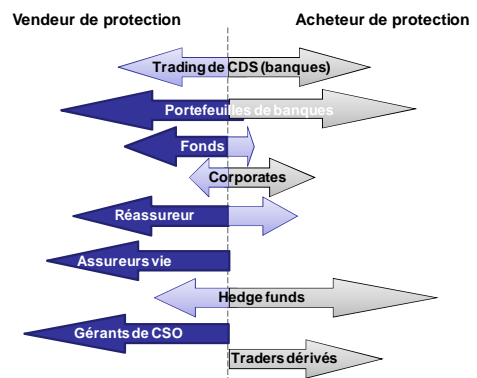 Vendeur de protection
Acheteur de protection
Trading de CDS (banques)
Portefeuilles de banques
Fonds
Corporates
Réassureur
Assureurs vie
Hedge funds
Gérants de CSO
Traders dérivés